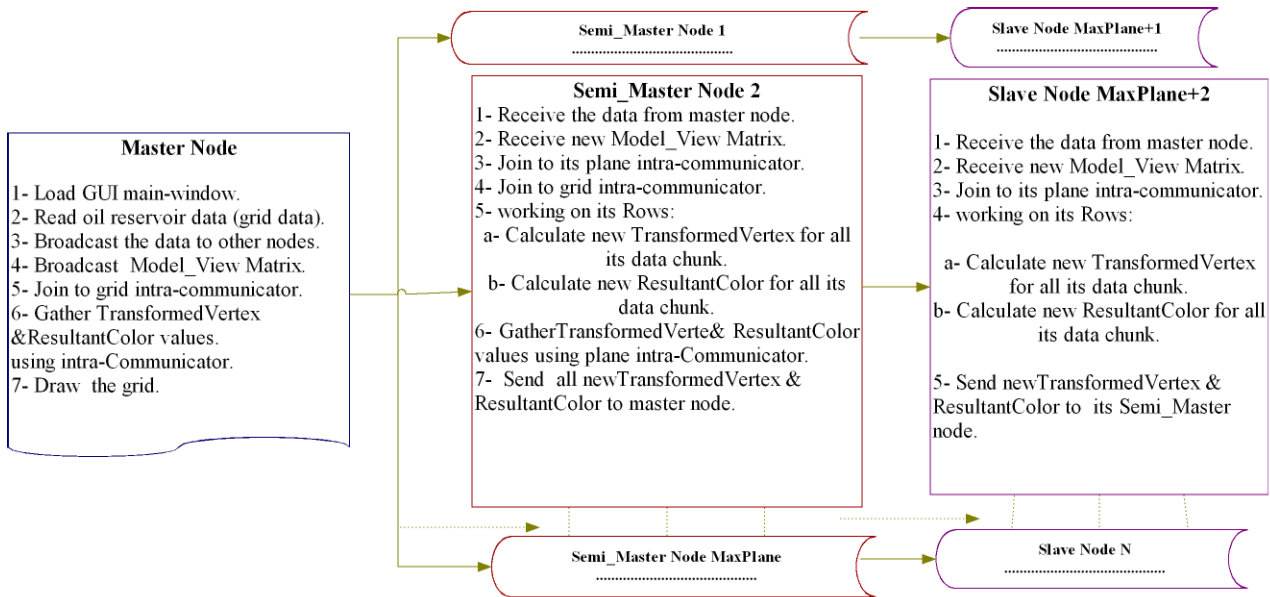 Semi_Master Node 1
Slave Node MaxPlane+1
Master Node
1- Load GUI main-window.
2- Read oil reservoir data (grid data).
3- Broadcast the data to other nodes.
4- Broadcast Model_View Matrix.
5- Join to grid intra-communicator.
6- Gather TransformedVertex
&ResultantColor values.
using intra-Communicator.
7- Draw the grid.
Semi_Master Node 2
1- Receive the data from master node.
2- Receive new Model_View Matrix.
3- Join to its plane intra-communicator.
4- Join to grid intra-communicator.
5- working on its Rows:
a- Calculate new TransformedVertex for all
its data chunk.
b- Calculate new ResultantColor for all its
data chunk.
6- GatherTransformedVerte& ResultantColor
values using plane intra-Communicator.
7- Send all newTransformedVertex &
ResultantColor to master node.
Slave Node MaxPlane+2
1- Receive the data from master node.
2- Receive new Model_View Matrix.
3- Join to its plane intra-communicator.
4- working on its Rows:
a- Calculate new TransformedVertex
for all its data chunk.
b- Calculate new ResultantColor for all
its data chunk.
5- Send newTransformedVertex &
ResultantColor to its Semi_Master
node.
Semi_Master Node MaxPlane
Slave Node N